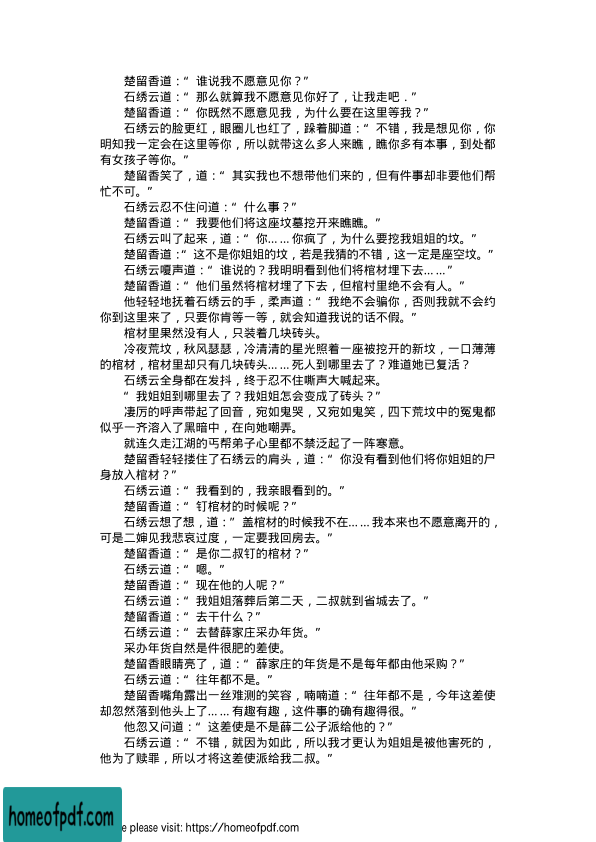 楚留香道：“谁说我不愿意见你？”
石绣云道：“那么就算我不愿意见你好了，让我走吧．”
楚留香道：“你既然不愿意见我，为什么要在这里等我？”
石绣云的脸更红，眼圈儿也红了，跺着脚道：“不错，我是想见你，你
明知我一定会在这里等你，所以就带这么多人来瞧，瞧你多有本事，到处都
有女孩子等你。”
楚留香笑了，道：“其实我也不想带他们来的，但有件事却非要他们帮
忙不可。”
石绣云忍不住问道：“什么事？”
楚留香道：“我要他们将这座坟墓挖开来瞧瞧。”
石绣云叫了起来，道：“你……你疯了，为什么要挖我姐姐的坟。”
楚留香道：“这不是你姐姐的坟，若是我猜的不错，这一定是座空坟。”
石绣云嗄声道：“谁说的？我明明看到他们将棺材埋下去……”
楚留香道：“他们虽然将棺材埋了下去，但棺村里绝不会有人。”
他轻轻地抚着石绣云的手，柔声道：“我绝不会骗你，否则我就不会约
你到这里来了，只要你肯等一等，就会知道我说的话不假。”
棺材里果然没有人，只装着几块砖头。
冷夜荒坟，秋风瑟瑟，冷清清的星光照着一座被挖开的新坟，一口薄薄
的棺材，棺材里却只有几块砖头……死人到哪里去了？难道她已复活？
石绣云全身都在发抖，终于忍不住嘶声大喊起来。
“我姐姐到哪里去了？我姐姐怎会变成了砖头？”
凄厉的呼声带起了回音，宛如鬼哭，又宛如鬼笑，四下荒坟中的冤鬼都
似乎一齐溶入了黑暗中，在向她嘲弄。
就连久走江湖的丐帮弟子心里都不禁泛起了一阵寒意。
楚留香轻轻搂住了石绣云的肩头，道：“你没有看到他们将你姐姐的尸
身放入棺材？”
石绣云道：“我看到的，我亲眼看到的。”
楚留香道：“钉棺材的时候呢？”
石绣云想了想，道：”盖棺材的时候我不在……我本来也不愿意离开的，
可是二婶见我悲哀过度，一定要我回房去。”
楚留香道：“是你二叔钉的棺材？”
石绣云道：“嗯。”
楚留香道：“现在他的人呢？”
石绣云道：“我姐姐落葬后第二天，二叔就到省城去了。”
楚留香道：“去干什么？”
石绣云道：“去替薛家庄采办年货。”
采办年货自然是件很肥的差使。
楚留香眼睛亮了，道：“薛家庄的年货是不是每年都由他采购？”
石绣云道：“往年都不是。”
楚留香嘴角露出一丝难测的笑容，喃喃道：“往年都不是，今年这差使
却忽然落到他头上了……有趣有趣，这件事的确有趣得很。”
他忽又问道：“这差使是不是薛二公子派给他的？”
石绣云道：“不错，就因为如此，所以我才更认为姐姐是被他害死的，
他为了赎罪，所以才将这差使派给我二叔。”
homeofpdf.com
e please visit: https://homeofpdf.com